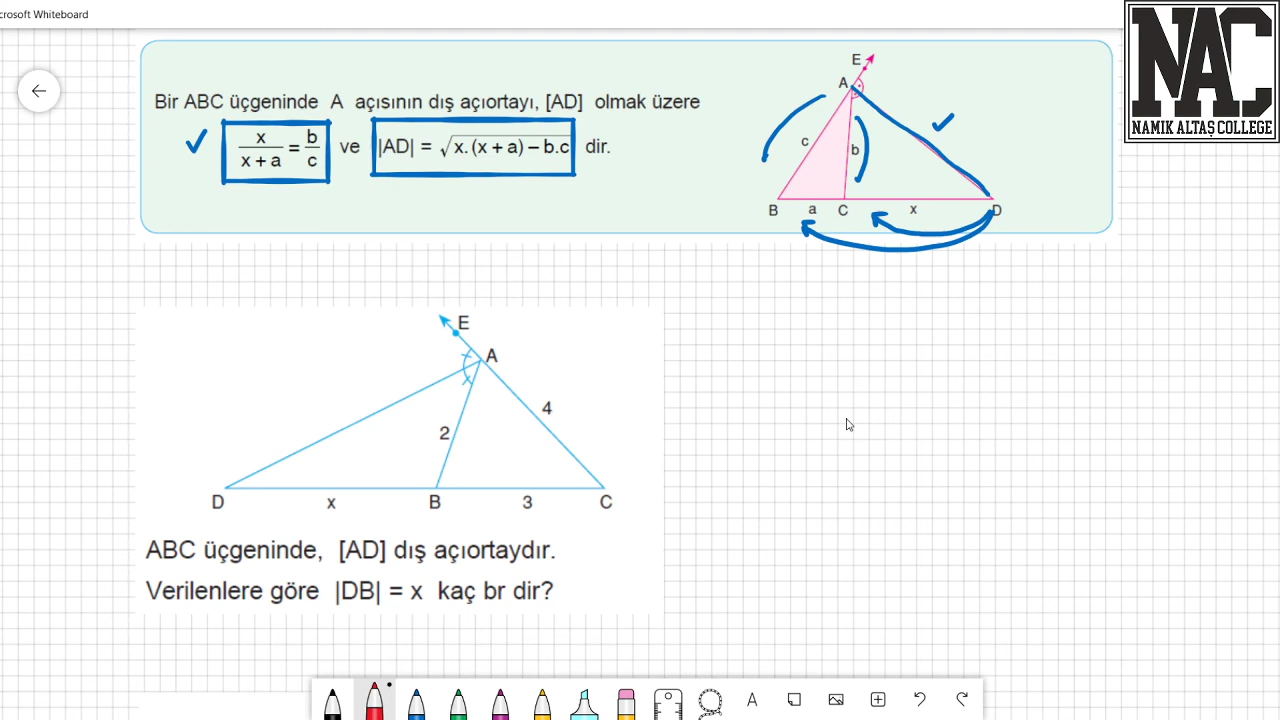 crosoft Whiteboard
NAC
NAMIK ALTAŞ COLLEGE
Bir ABC üçgeninde A açısının dış açıortayı, [AD] olmak üzere
x/(x + a) = b/c ve |AD| = √x.(x + a) – b.c dir.
E
A
c
b
B a C x D
E
A
4
2
D x B 3 C
ABC üçgeninde, [AD] dış açıortaydır.
Verilenlere göre |DB| = x kaç br dir?
A